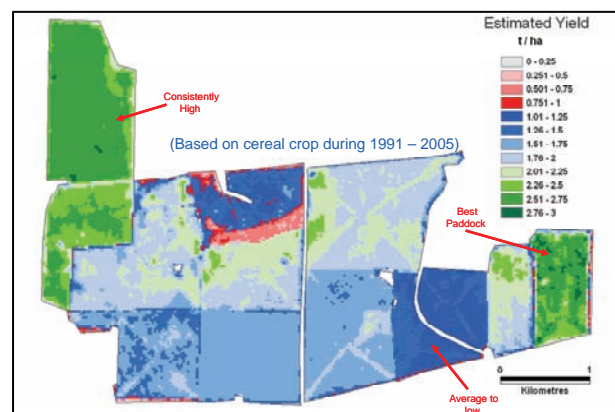 Estimated Yield
t / ha
0 - 0.25
0.251 - 0.5
0.501 - 0.75
0.751 - 1
1.01 - 1.25
1.26 - 1.5
1.51 - 1.75
1.76 - 2
2.01 - 2.25
2.26 - 2.5
2.51 - 2.75
2.76 - 3
Consistently
High
(Based on cereal crop during 1991 – 2005)
Best
Paddock
0 1
Kilometres
Average to
low